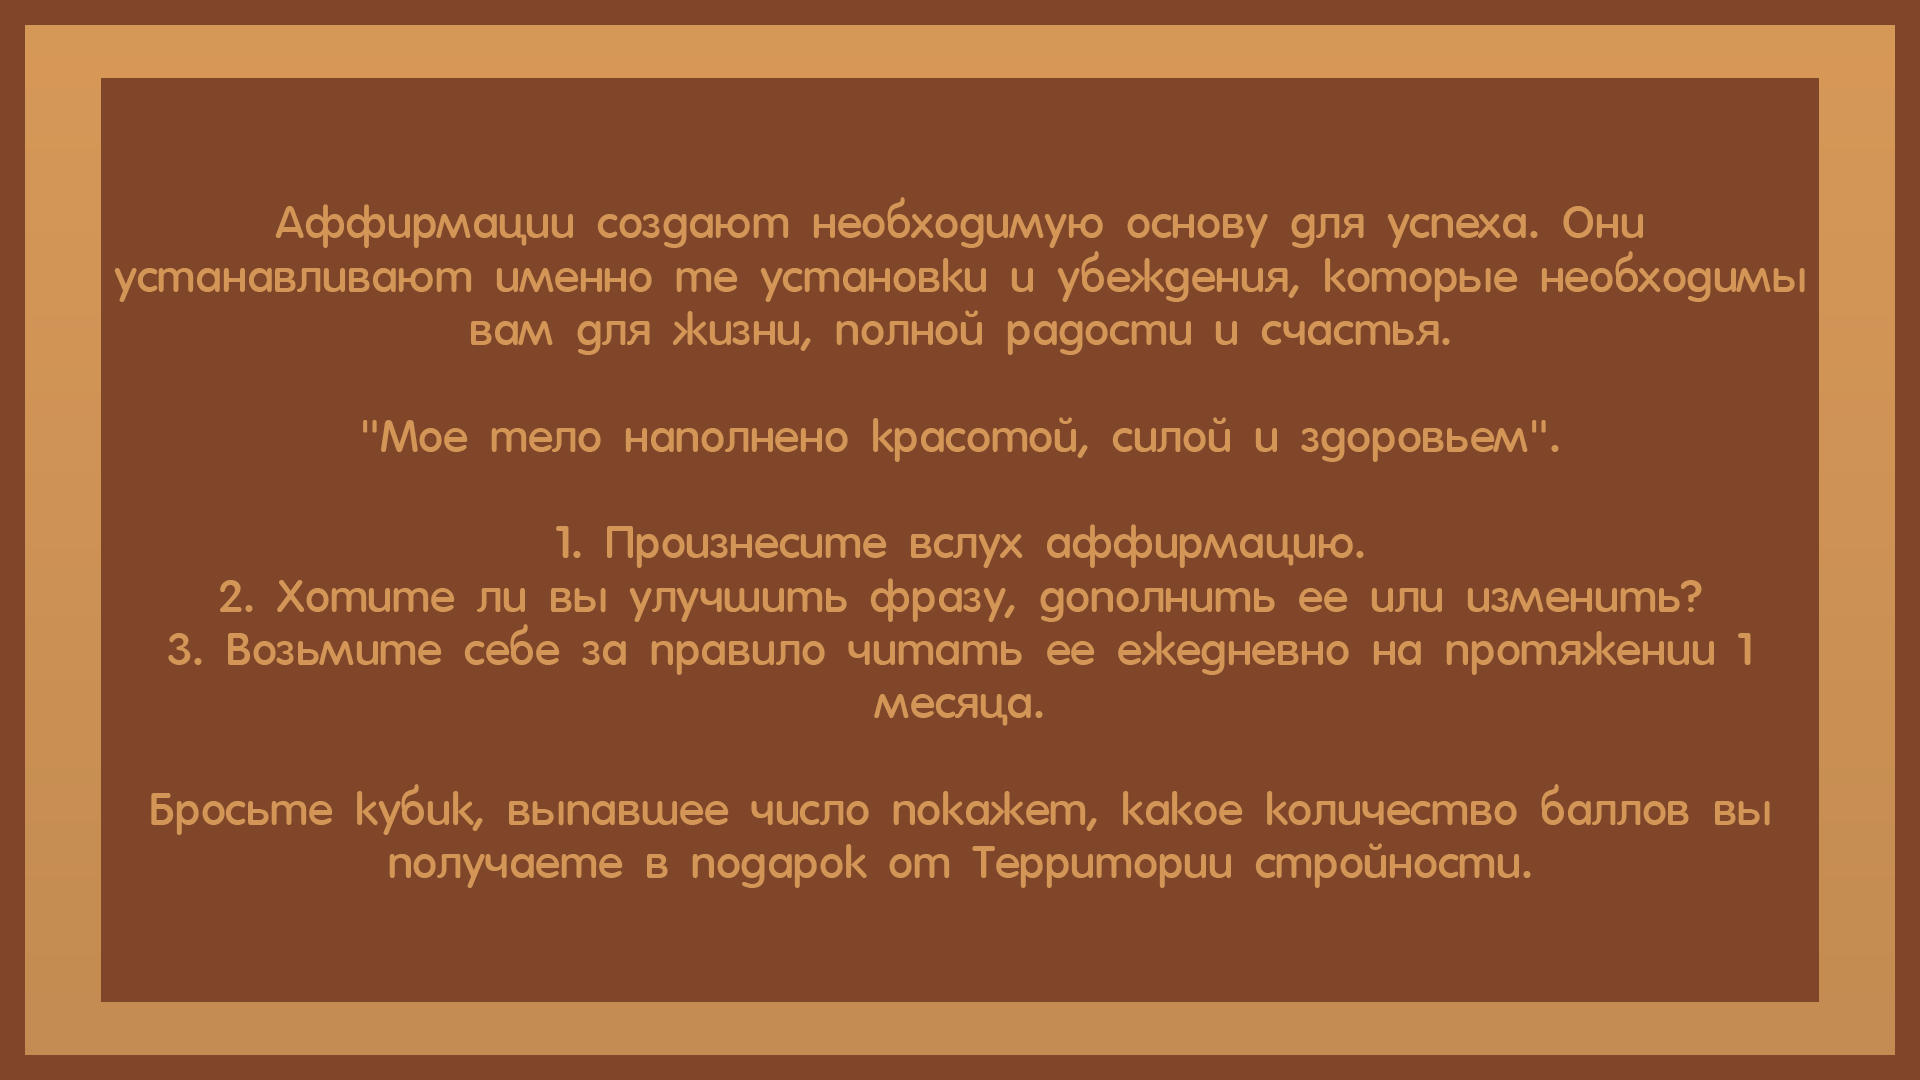 Аффирмации создают необходимую основу для успеха. Они
устанавливают именно те установки и убеждения, которые необходимы
вам для жизни, полной радости и счастья.
"Мое тело наполнено красотой, силой и здоровьем".
1. Произнесите вслух аффирмацию.
2. Хотите ли вы улучшить фразу, дополнить ее или изменить?
3. Возьмите себе за правило читать ее ежедневно на протяжении 1
месяца.
Бросьте кубик, выпавшее число покажет, какое количество баллов вы
получаете в подарок от Территории стройности.